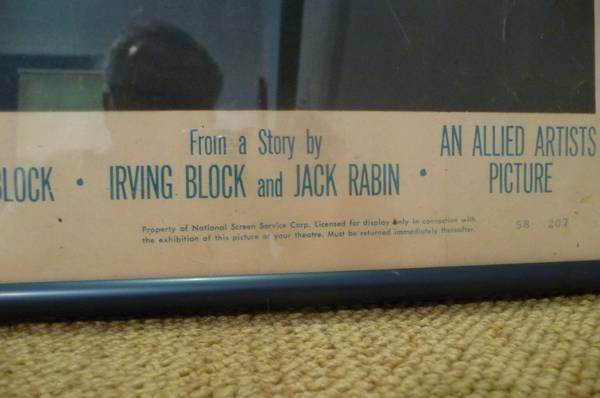 From a Story by
AN ALLIED ARTISTS
LOCK • IRVING BLOCK and JACK RABIN • PICTURE
Property of National Screen Service Corp. Licensed for display only in connection with
the exhibition of this picture at your theatre. Must be returned immediately thereafter.
58 207